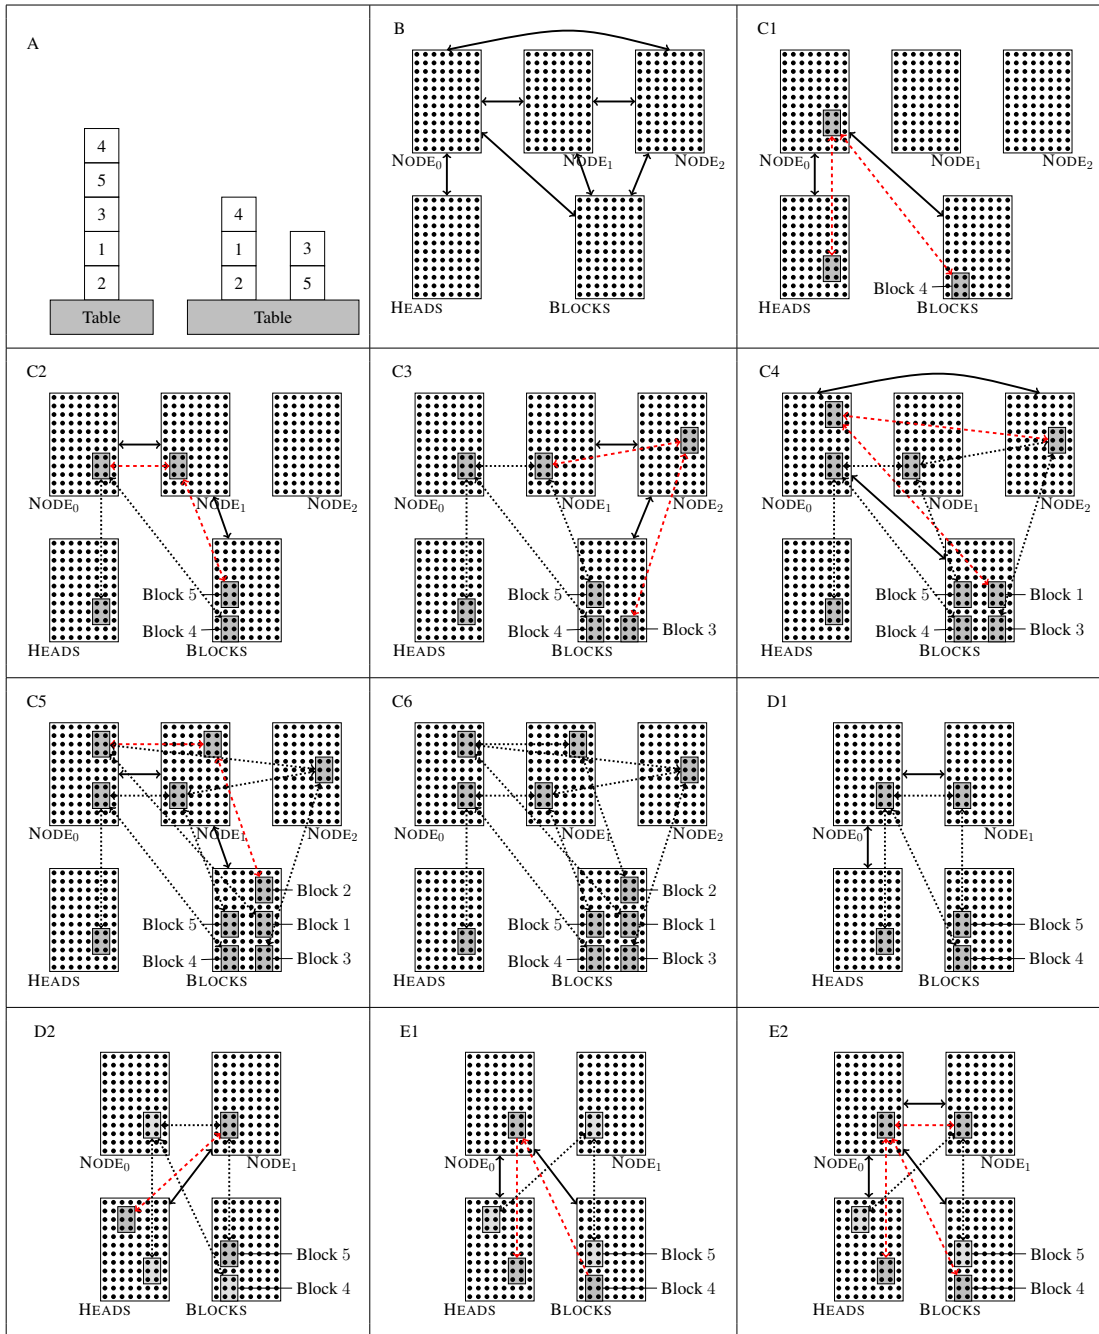 A
4
5
3
1
2
Table
4
1
2
3
5
Table
B
NODE0
NODE1
NODE2
HEADS
BLOCKS
C1
NODE0
NODE1
NODE2
Block 4
HEADS
BLOCKS
C2
NODE0
NODE1
NODE2
Block 5
Block 4
HEADS
BLOCKS
C3
NODE0
NODE1
NODE2
Block 5
Block 4
Block 3
HEADS
BLOCKS
C4
NODE0
NODE1
NODE2
Block 5
Block 1
Block 4
Block 3
HEADS
BLOCKS
C5
NODE0
NODE1
NODE2
Block 2
Block 5
Block 1
Block 4
Block 3
HEADS
BLOCKS
C6
NODE0
NODE1
NODE2
Block 2
Block 5
Block 1
Block 4
Block 3
HEADS
BLOCKS
D1
NODE0
NODE1
Block 5
Block 4
HEADS
BLOCKS
D2
NODE0
NODE1
Block 5
Block 4
HEADS
BLOCKS
E1
NODE0
NODE1
Block 5
Block 4
HEADS
BLOCKS
E2
NODE0
NODE1
Block 5
Block 4
HEADS
BLOCKS